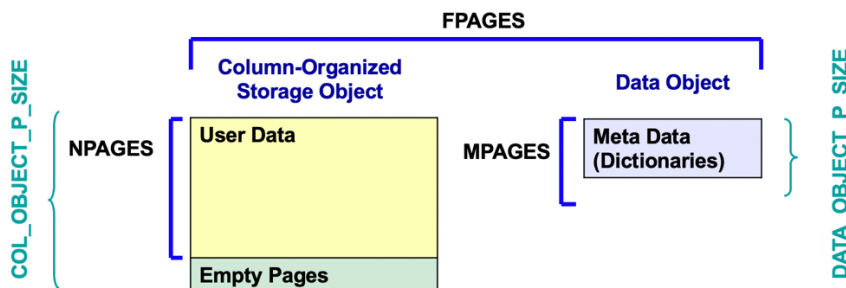 FPAGES
Column-Organized
Storage Object
Data Object
COL_OBJECT_P_SIZE
NPAGES
User Data
MPAGES
Meta Data
(Dictionaries)
DATA_OBJECT_P_SIZE
Empty Pages